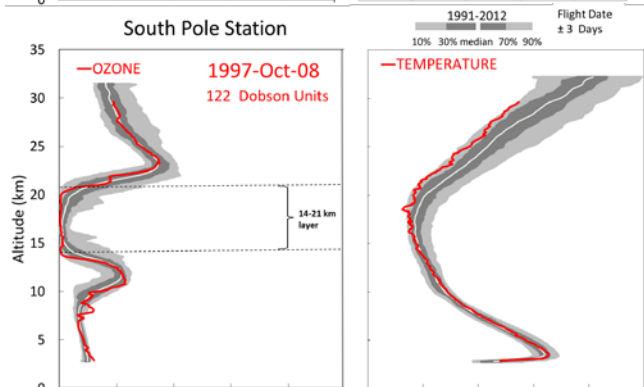 0
South Pole Station
1991-2012
10% 30% median 70% 90%
Flight Date
± 3 Days
35
30
25
20
15
10
5
0
Altitude (km)
OZONE
1997-Oct-08
122 Dobson Units
14-21 km
layer
TEMPERATURE